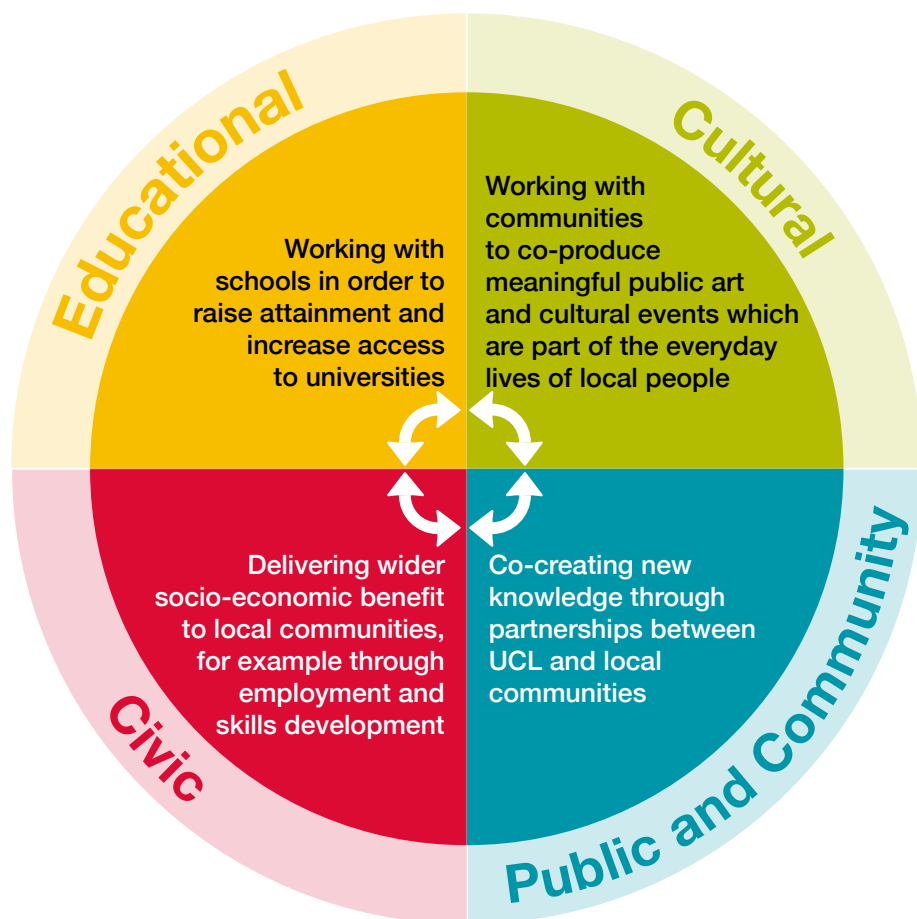 Educational
Working with
schools in order to
raise attainment and
increase access
to universities
Cultural
Working with
communities
to co-produce
meaningful public art
and cultural events which
are part of the everyday
lives of local people
Civic
Delivering wider
socio-economic benefit
to local communities,
for example through
employment and
skills development
Public and Community
Co-creating new
knowledge through
partnerships between
UCL and local
communities